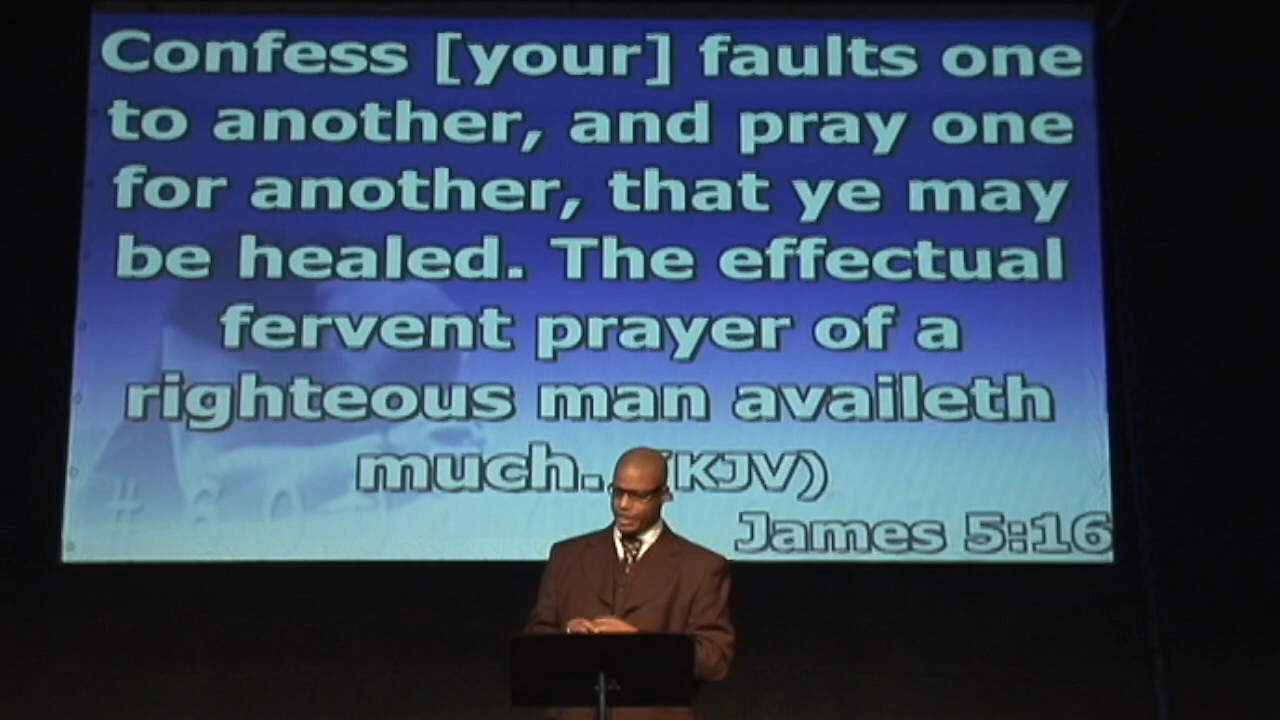 Confess [your] faults one
to another, and pray one
for another, that ye may
be healed. The effectual
fervent prayer of a
righteous man availeth
much. (KJV)
James 5:16